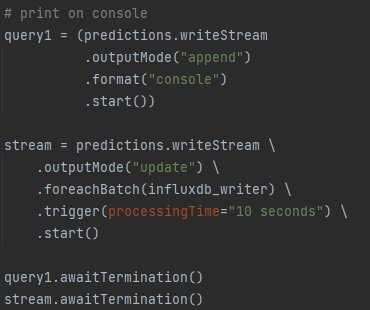 # print on console
query1 = (predictions.writeStream
          .outputMode("append")
          .format("console")
          .start())

stream = predictions.writeStream \
    .outputMode("update") \
    .foreachBatch(influxdb_writer) \
    .trigger(processingTime="10 seconds") \
    .start()

query1.awaitTermination()
stream.awaitTermination()